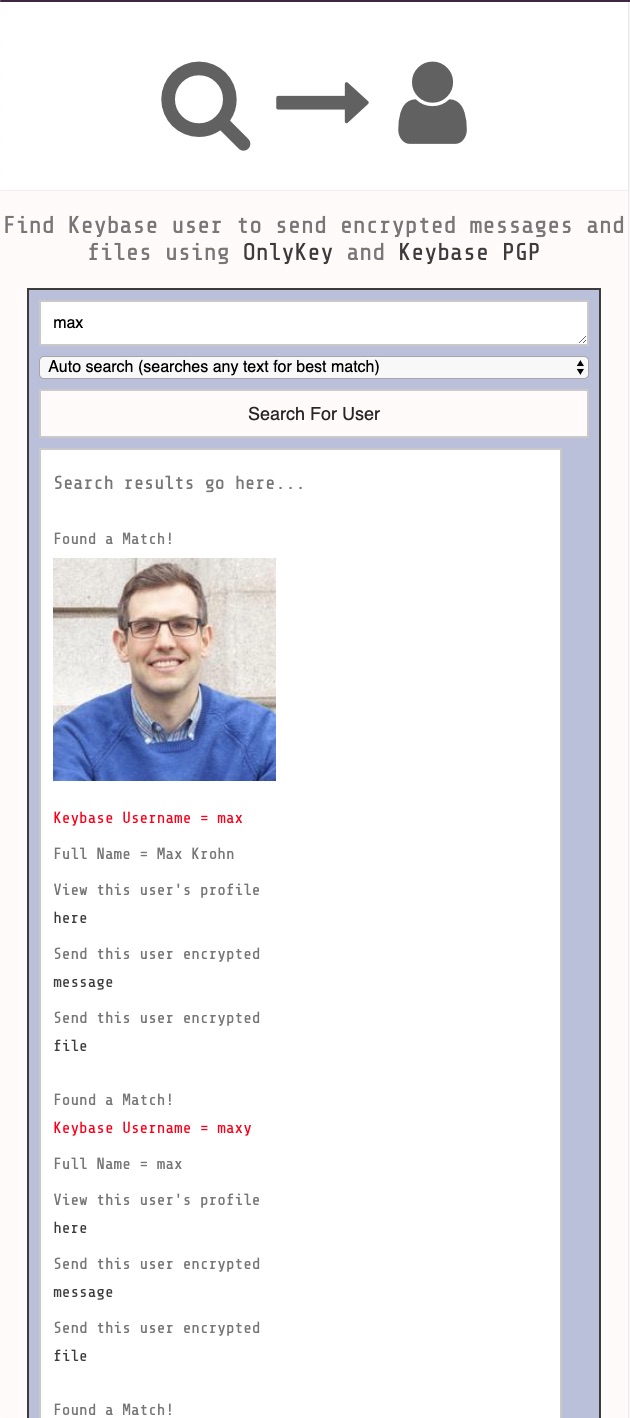 Find Keybase user to send encrypted messages and
files using OnlyKey and Keybase PGP
max
Auto search (searches any text for best match)
Search For User
Search results go here...
Found a Match!
Keybase Username = max
Full Name = Max Krohn
View this user's profile
here
Send this user encrypted
message
Send this user encrypted
file
Found a Match!
Keybase Username = maxy
Full Name = max
View this user's profile
here
Send this user encrypted
message
Send this user encrypted
file
Found a Match!